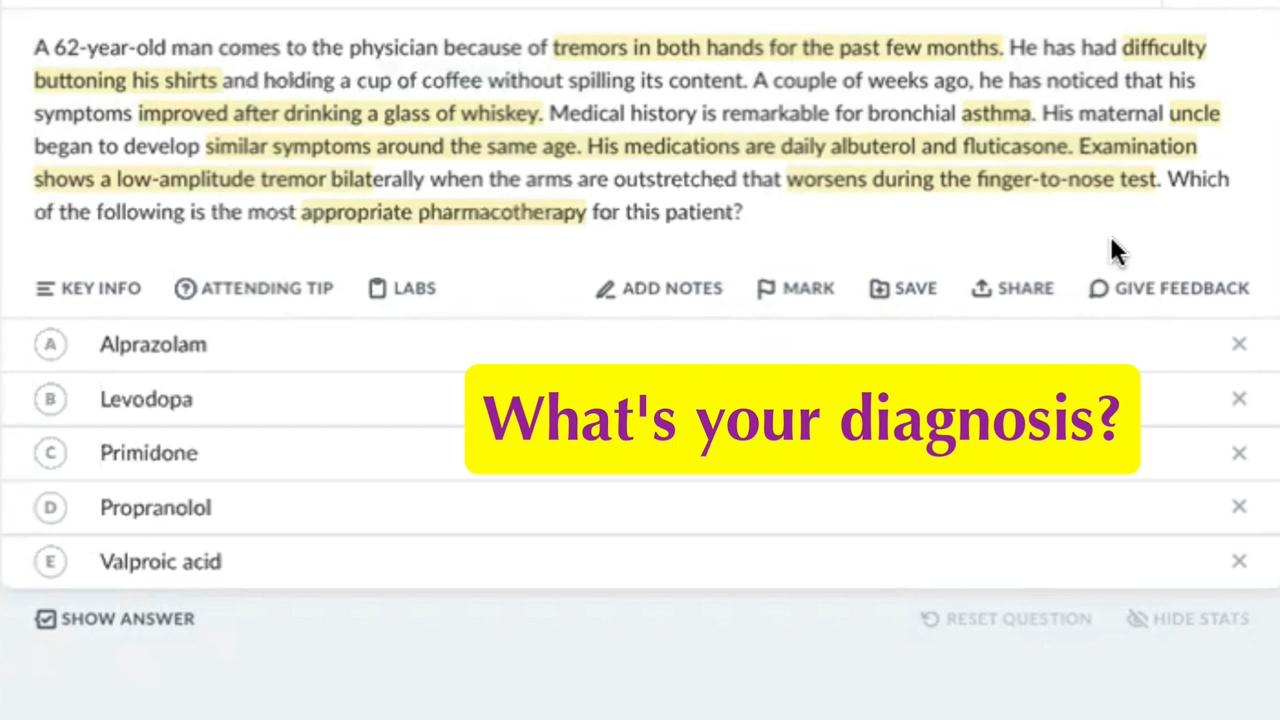 A 62-year-old man comes to the physician because of tremors in both hands for the past few months. He has had difficulty
buttoning his shirts and holding a cup of coffee without spilling its content. A couple of weeks ago, he has noticed that his
symptoms improved after drinking a glass of whiskey. Medical history is remarkable for bronchial asthma. His maternal uncle
began to develop similar symptoms around the same age. His medications are daily albuterol and fluticasone. Examination
shows a low-amplitude tremor bilaterally when the arms are outstretched that worsens during the finger-to-nose test. Which
of the following is the most appropriate pharmacotherapy for this patient?
KEY INFO ATTENDING TIP LABS ADD NOTES MARK SAVE SHARE GIVE FEEDBACK
A Alprazolam
B Levodopa
What's your diagnosis?
C Primidone
D Propranolol
E Valproic acid
SHOW ANSWER RESET QUESTION HIDE STATS